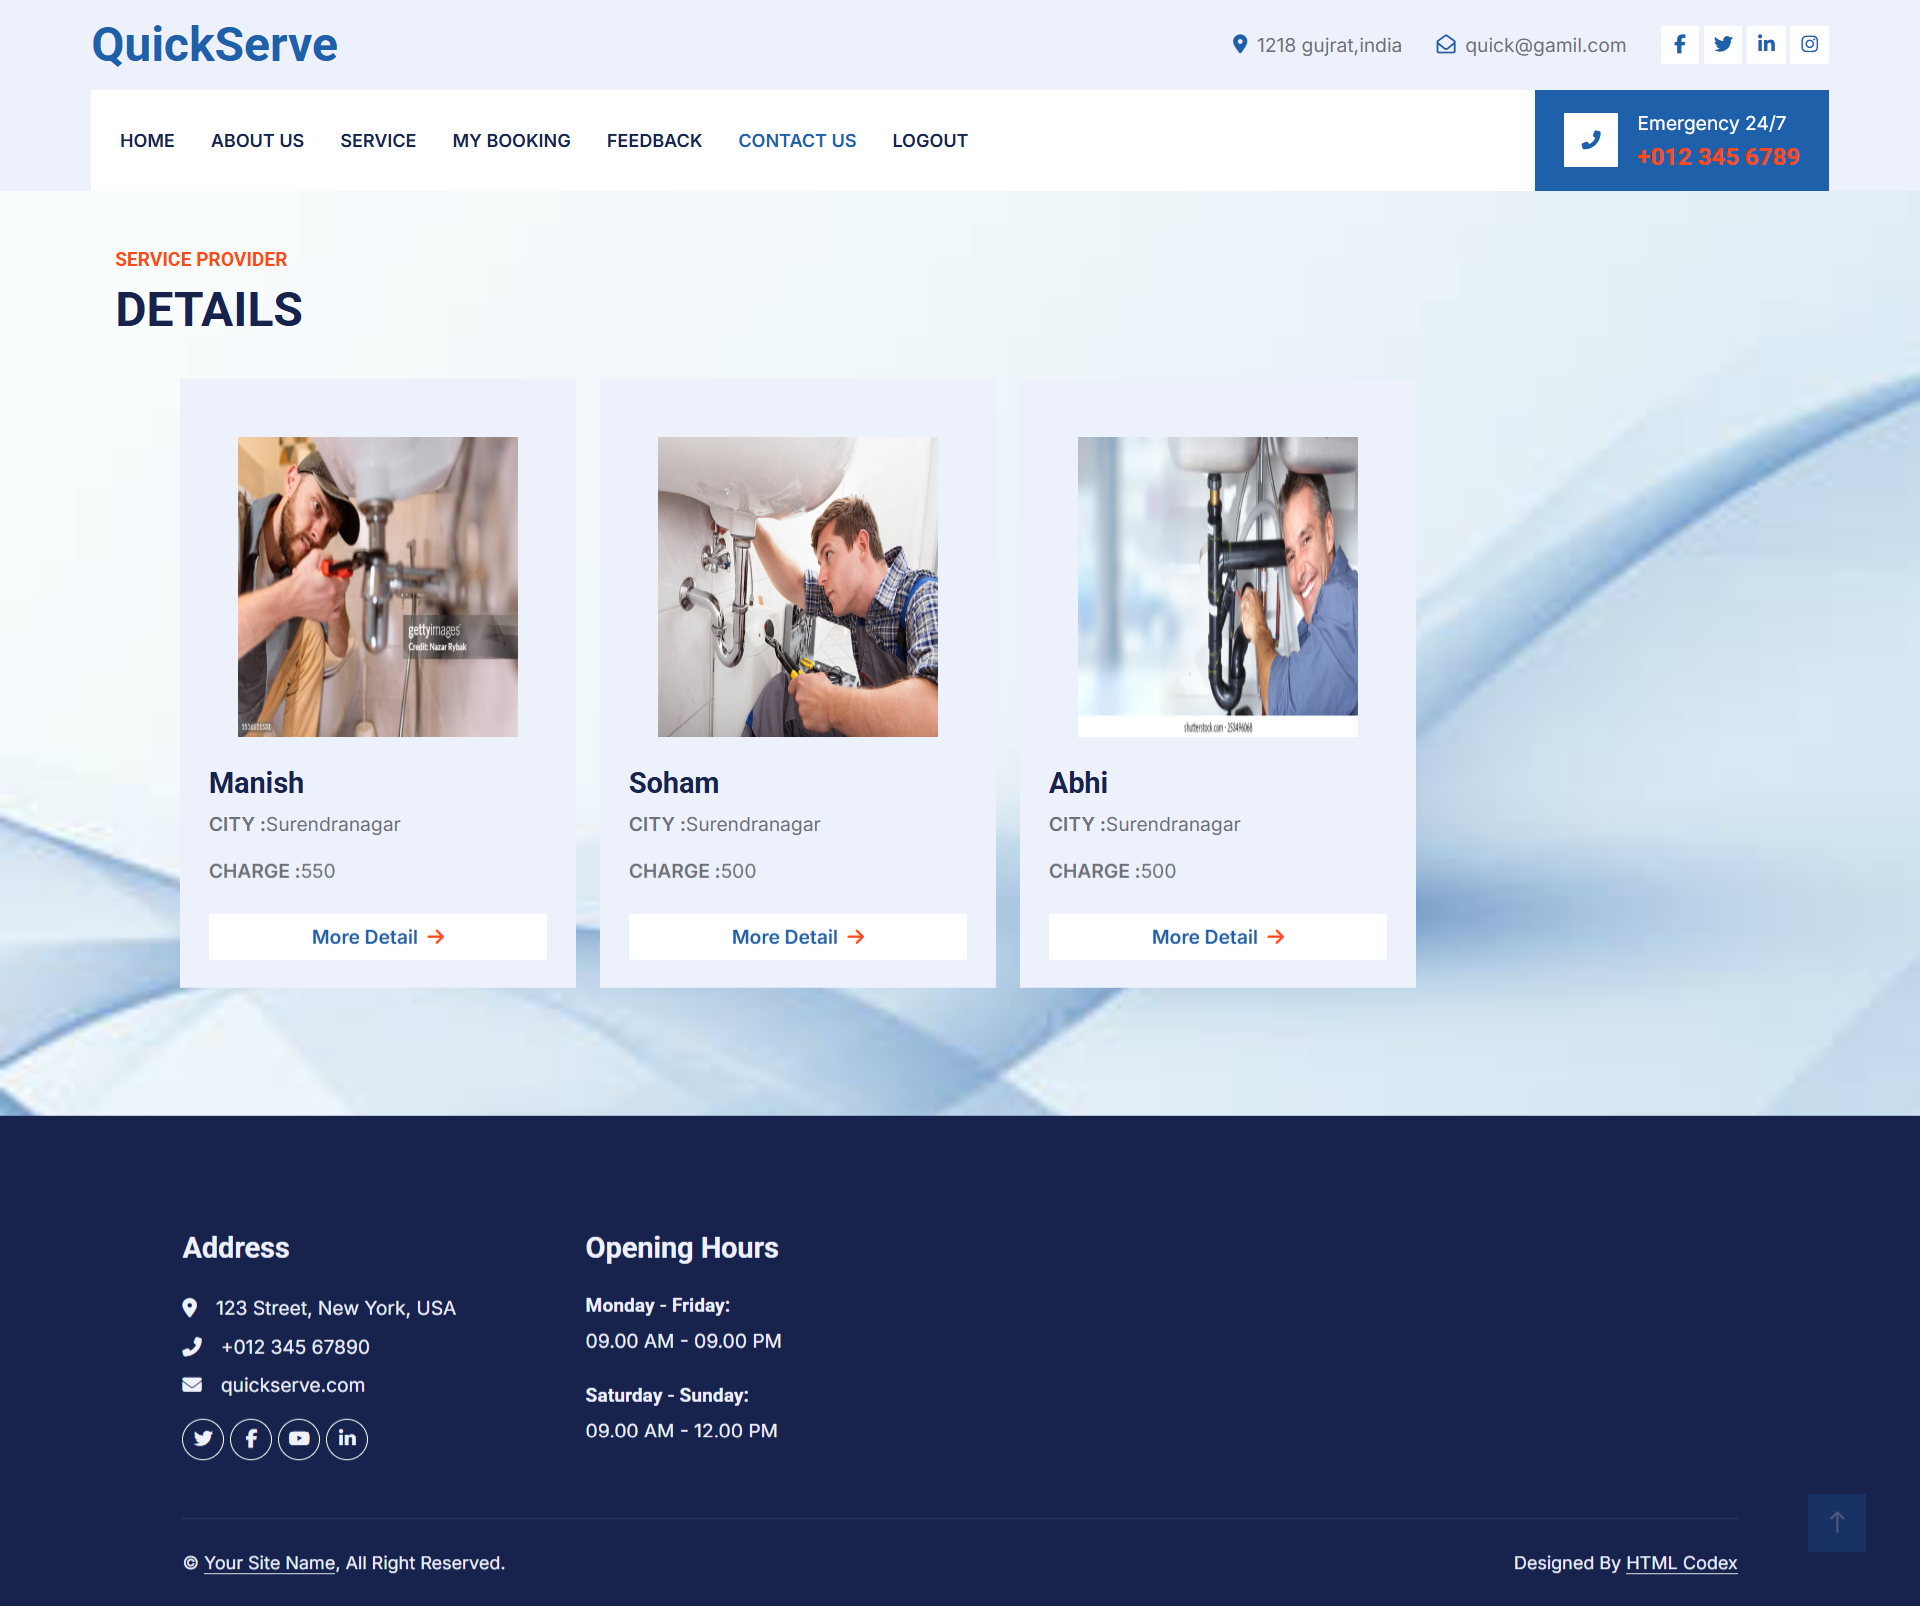 QuickServe
1218 gujrat,india
quick@gamil.com
HOME
ABOUT US
SERVICE
MY BOOKING
FEEDBACK
CONTACT US
LOGOUT
Emergency 24/7
+012 345 6789
SERVICE PROVIDER
DETAILS
gettyimages
Credit: Nazar Rybak
shutterstock.com · 253496068
Manish
CITY :Surendranagar
CHARGE :550
More Detail
Soham
CITY :Surendranagar
CHARGE :500
More Detail
Abhi
CITY :Surendranagar
CHARGE :500
More Detail
Address
123 Street, New York, USA
+012 345 67890
quickserve.com
Opening Hours
Monday - Friday:
09.00 AM - 09.00 PM
Saturday - Sunday:
09.00 AM - 12.00 PM
© Your Site Name, All Right Reserved.
Designed By HTML Codex